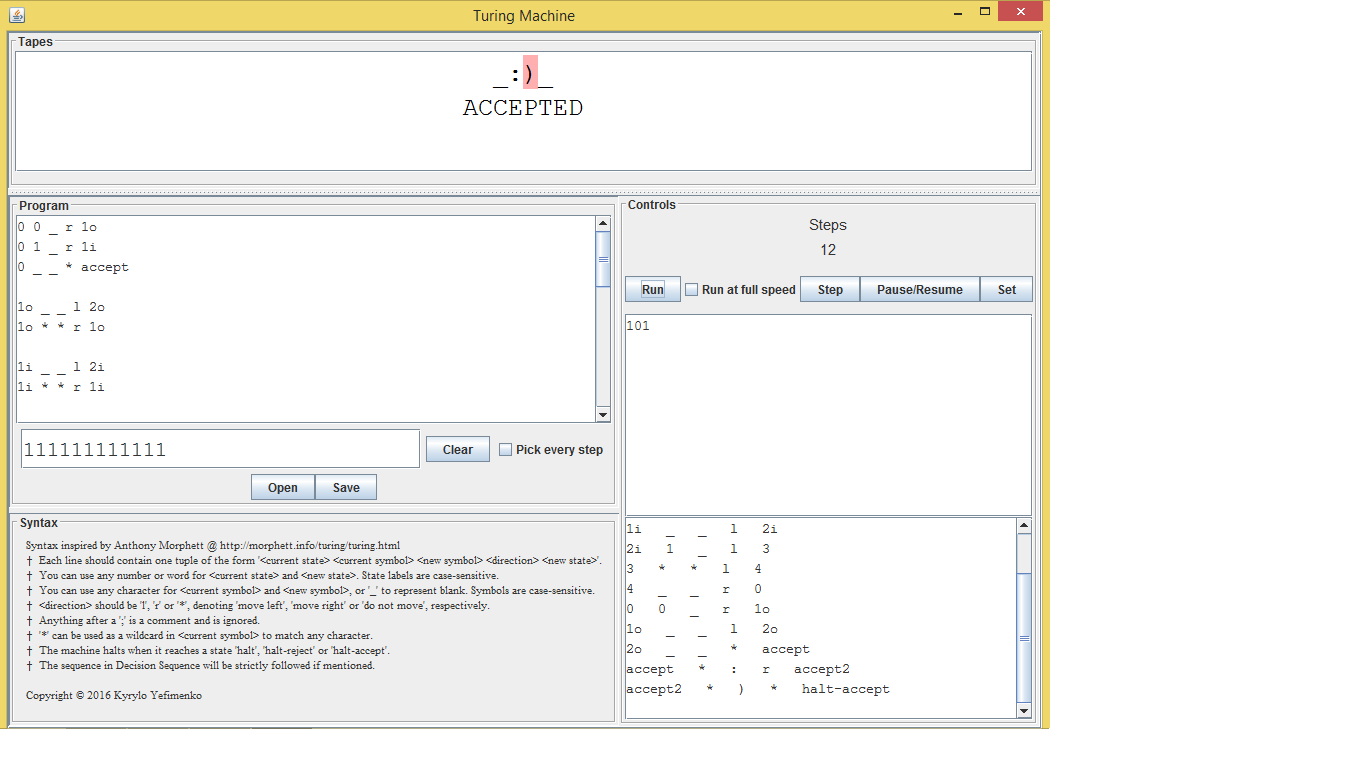 Turing Machine
Tapes
_:)_
ACCEPTED
Program
0 0 _ r 1o
0 1 _ r 1i
0 _ _ * accept
1o _ _ l 2o
1o * * r 1o
1i _ _ l 2i
1i * * r 1i
111111111111
Clear
Pick every step
Open
Save
Syntax
Syntax inspired by Anthony Morphett @ http://morphett.info/turing/turing.html
† Each line should contain one tuple of the form '<current state> <current symbol> <new symbol> <direction> <new state>'.
† You can use any number or word for <current state> and <new state>. State labels are case-sensitive.
† You can use any character for <current symbol> and <new symbol>, or '_' to represent blank. Symbols are case-sensitive.
† <direction> should be 'l', 'r' or '*', denoting 'move left', 'move right' or 'do not move', respectively.
† Anything after a ';' is a comment and is ignored.
† '*' can be used as a wildcard in <current symbol> to match any character.
† The machine halts when it reaches a state 'halt', 'halt-reject' or 'halt-accept'.
† The sequence in Decision Sequence will be strictly followed if mentioned.
Copyright © 2016 Kyrylo Yefimenko
Controls
Steps
12
Run
Run at full speed
Step
Pause/Resume
Set
101
1i _ _ l 2i
2i 1 _ l 3
3 * * l 4
4 _ _ r 0
0 0 _ r 1o
1o _ _ l 2o
2o _ _ * accept
accept * : r accept2
accept2 * ) * halt-accept